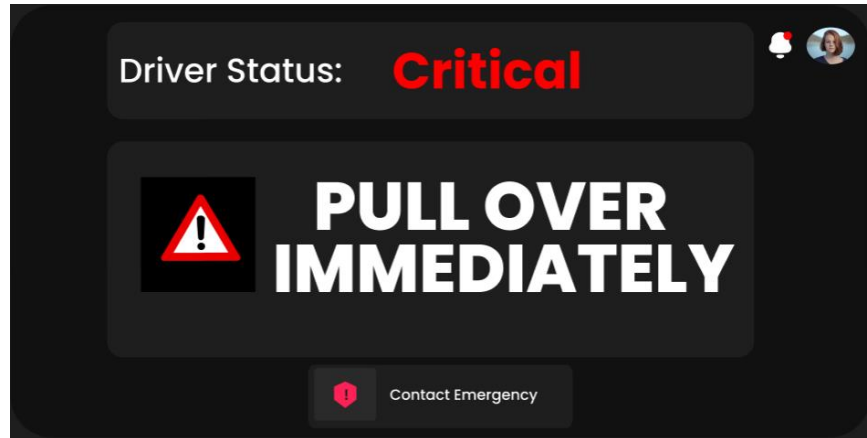 Driver Status: Critical
PULL OVER
IMMEDIATELY
Contact Emergency